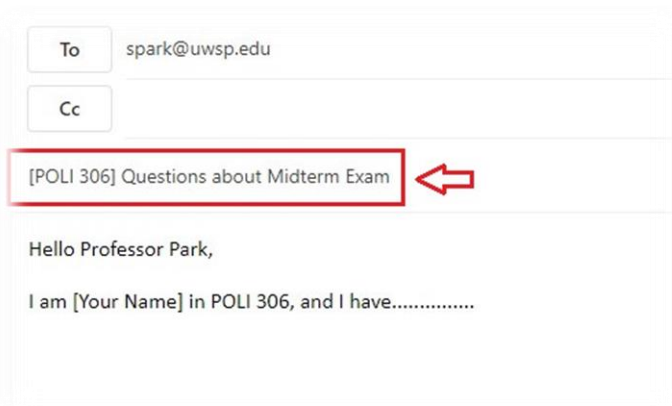 To spark@uwsp.edu
Cc
[POLI 306] Questions about Midterm Exam
Hello Professor Park,
I am [Your Name] in POLI 306, and I have...............